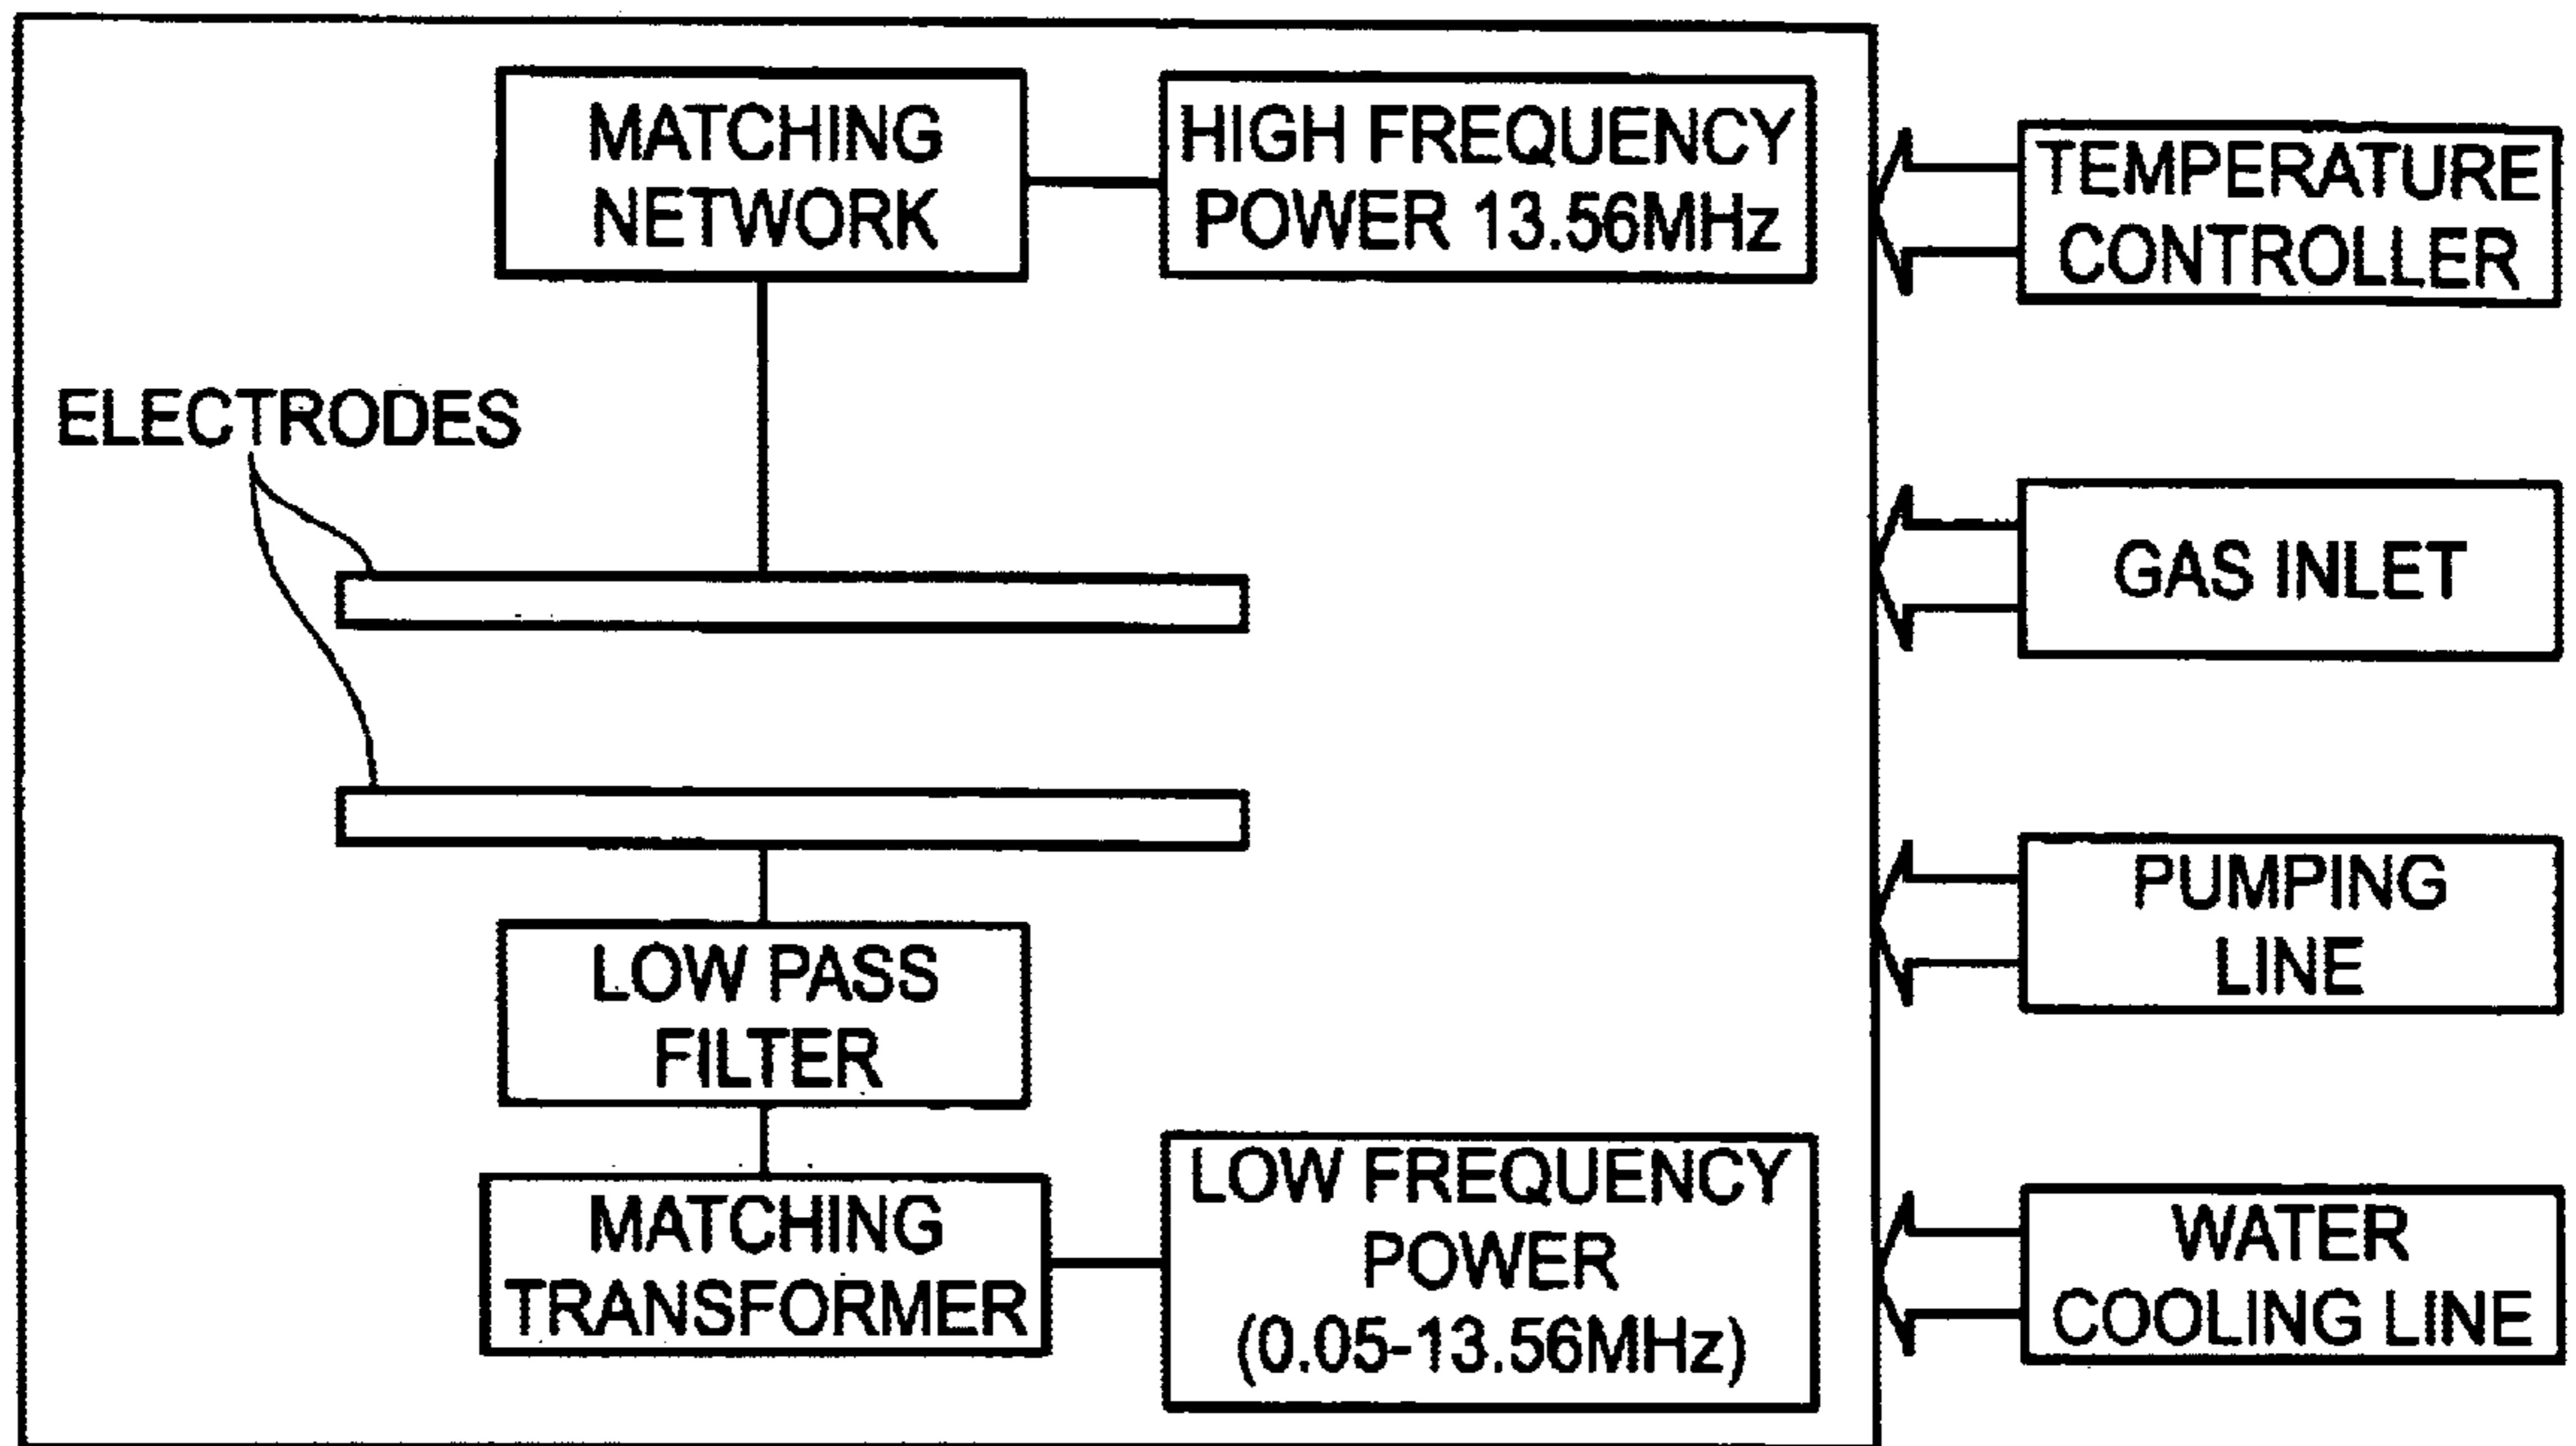 MATCHING
NETWORK
HIGH FREQUENCY
POWER 13.56MHz
TEMPERATURE
CONTROLLER
ELECTRODES
GAS INLET
PUMPING
LINE
LOW PASS
FILTER
MATCHING
TRANSFORMER
LOW FREQUENCY
POWER
(0.05-13.56MHz)
WATER
COOLING LINE